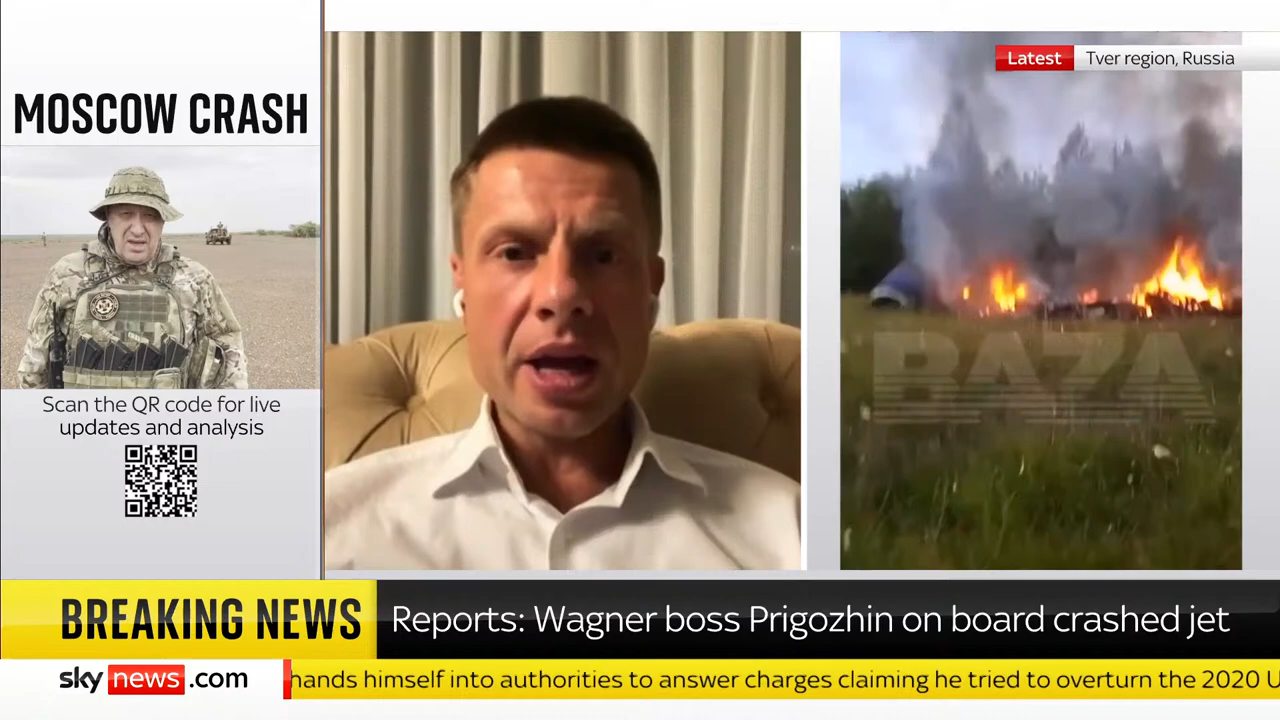 Latest Tver region, Russia
MOSCOW CRASH
BAZA
Scan the QR code for live
updates and analysis
BREAKING NEWS
Reports: Wagner boss Prigozhin on board crashed jet
sky news.com
hands himself into authorities to answer charges claiming he tried to overturn the 2020 U